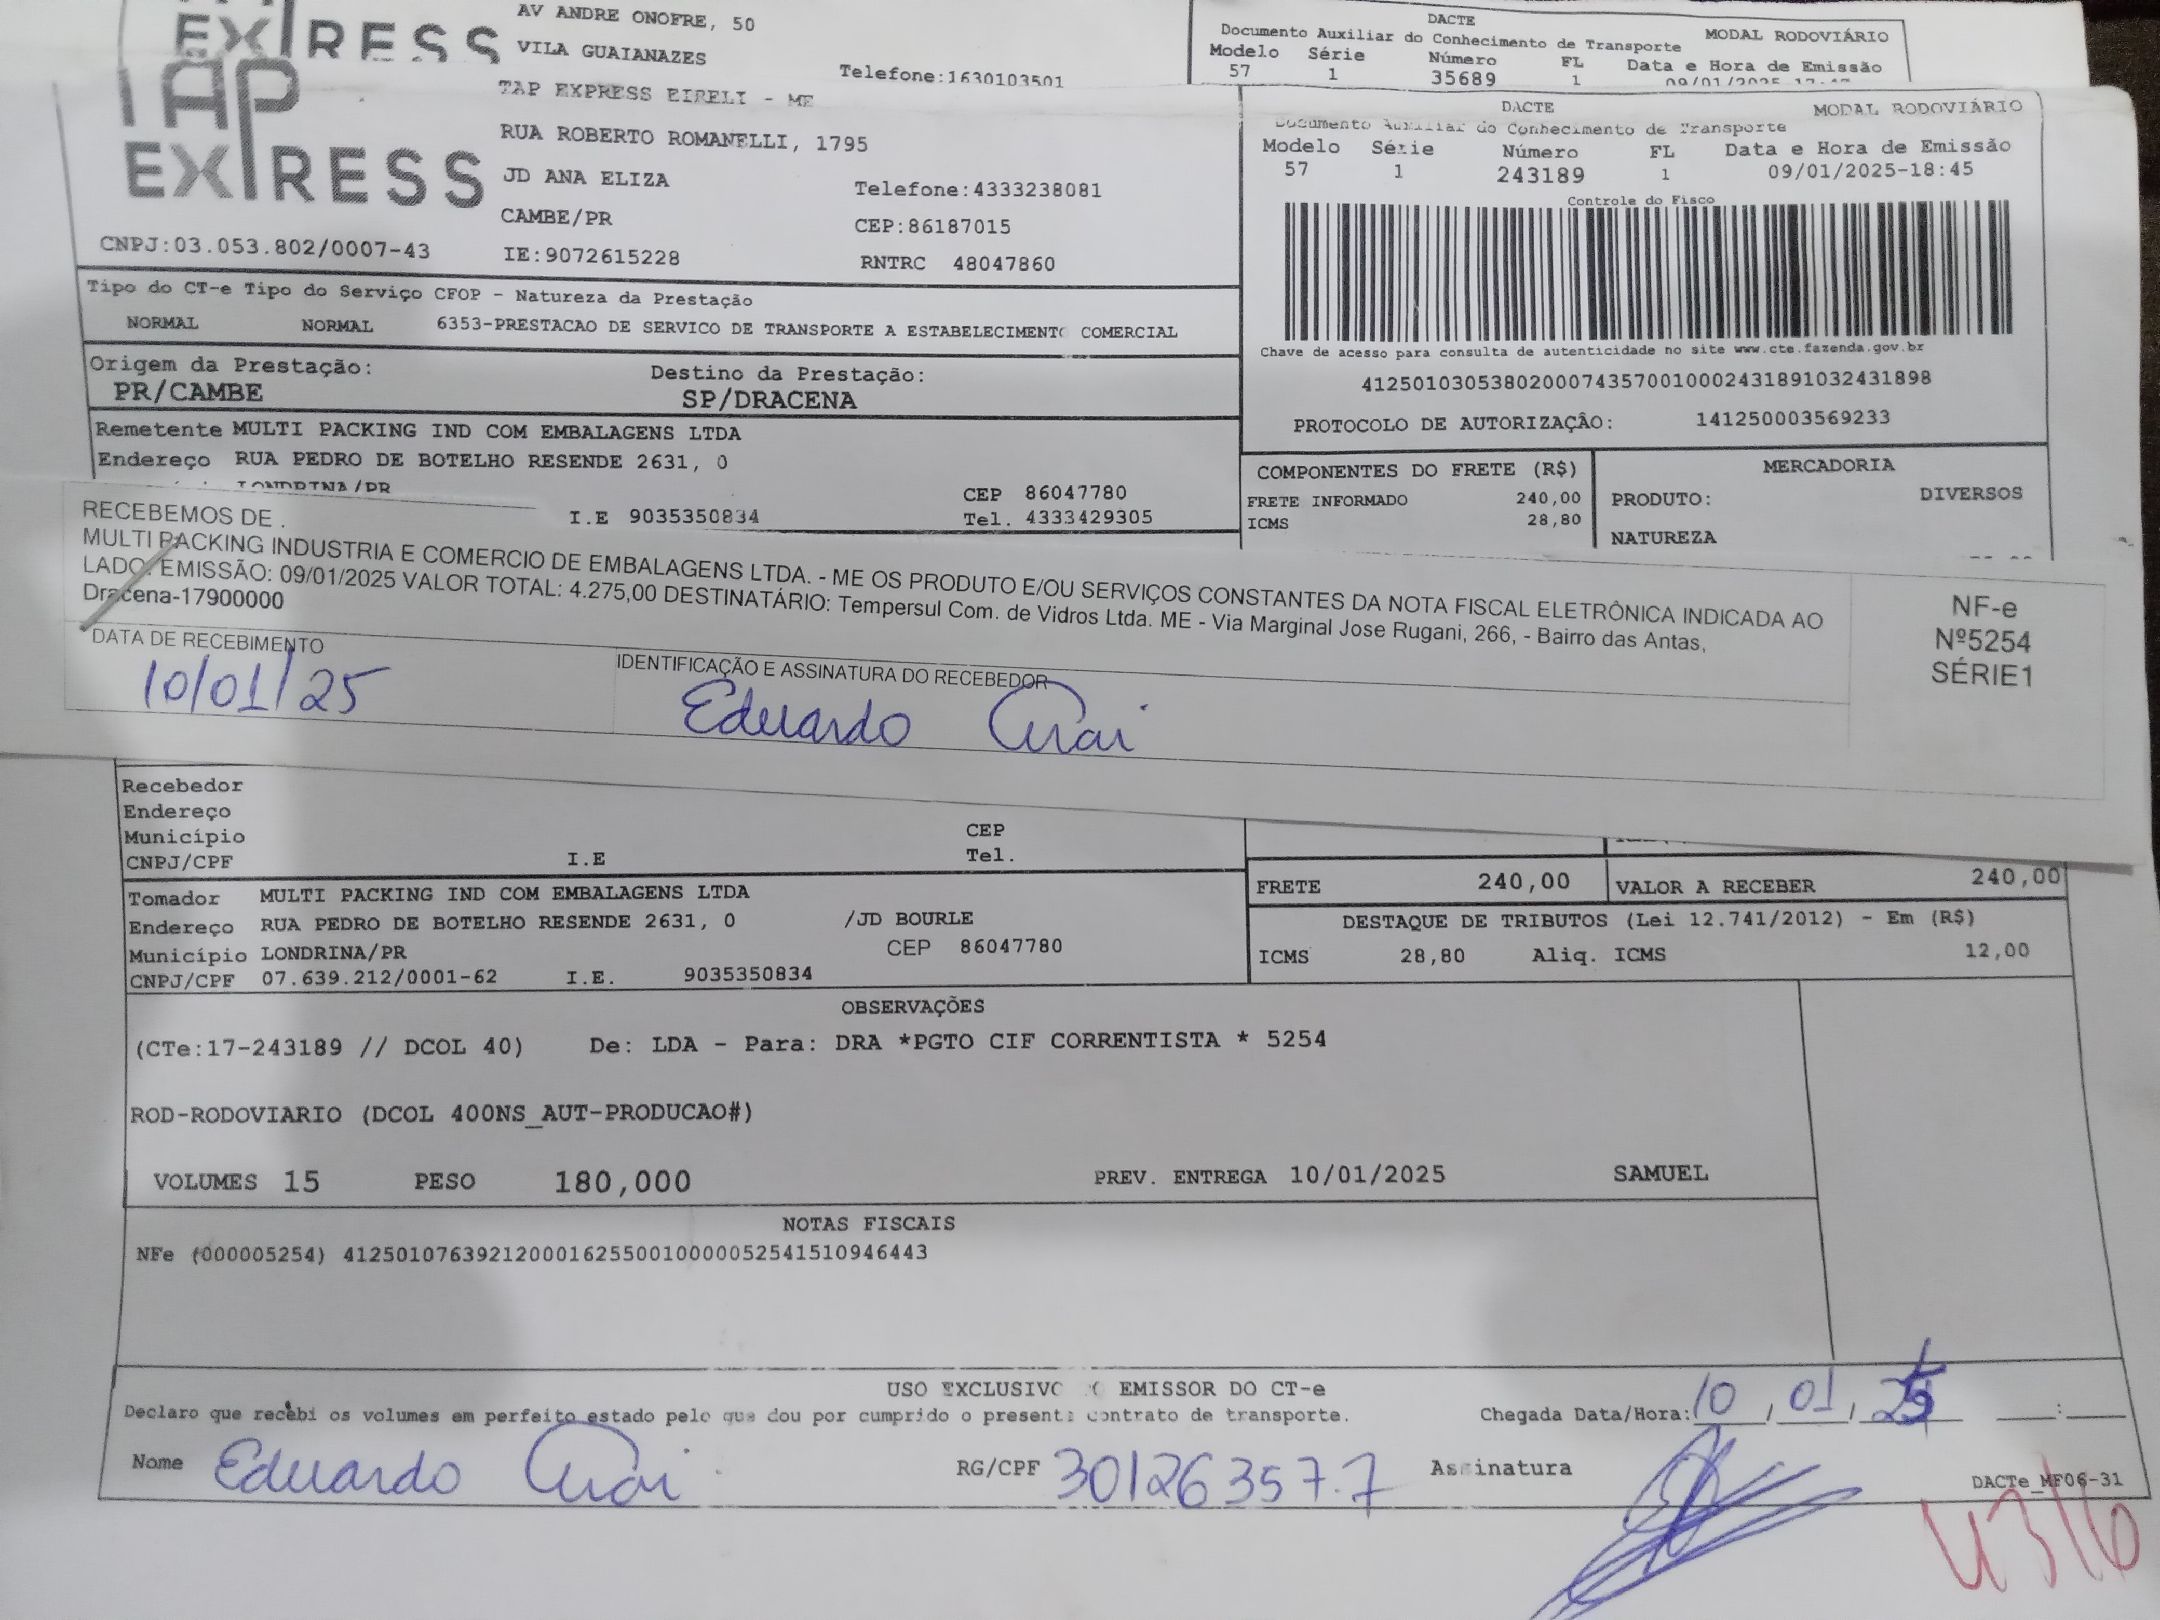 EXPRESS
AV ANDRE ONOFRE, 50
VILA GUAIANAZES
Telefone:1630103501
DACTE
Documento Auxiliar do Conhecimento de Transporte
MODAL RODOVIÁRIO
Modelo Série Número FL Data e Hora de Emissão
57 1 35689 1
TAP EXPRESS
CNPJ:03.053.802/0007-43
TAP EXPRESS EIRELI - ME
RUA ROBERTO ROMANELLI, 1795
JD ANA ELIZA
Telefone:4333238081
CAMBE/PR
CEP:86187015
IE:9072615228
RNTRC 48047860
DACTE
MODAL RODOVIÁRIO
Documento Auxiliar do Conhecimento de Transporte
Modelo Série Número FL Data e Hora de Emissão
57 1 243189 1 09/01/2025-18:45
Controle do Fisco
Chave de acesso para consulta de autenticidade no site www.cte.fazenda.gov.br
41250103053802000743570010002431891032431898
PROTOCOLO DE AUTORIZAÇÂO: 141250003569233
Tipo do CT-e Tipo do Serviço CFOP - Natureza da Prestação
NORMAL NORMAL 6353-PRESTACAO DE SERVICO DE TRANSPORTE A ESTABELECIMENTO COMERCIAL
Origem da Prestação: Destino da Prestação:
PR/CAMBE SP/DRACENA
Remetente MULTI PACKING IND COM EMBALAGENS LTDA
Endereço RUA PEDRO DE BOTELHO RESENDE 2631, 0
LONDRINA/PR CEP 86047780
I.E 9035350834 Tel. 4333429305
COMPONENTES DO FRETE (R$)
FRETE INFORMADO 240,00
ICMS 28,80
MERCADORIA
PRODUTO: DIVERSOS
NATUREZA
RECEBEMOS DE .
MULTI PACKING INDUSTRIA E COMERCIO DE EMBALAGENS LTDA. - ME OS PRODUTO E/OU SERVIÇOS CONSTANTES DA NOTA FISCAL ELETRÔNICA INDICADA AO
LADO. EMISSÃO: 09/01/2025 VALOR TOTAL: 4.275,00 DESTINATÁRIO: Tempersul Com. de Vidros Ltda. ME - Via Marginal Jose Rugani, 266, - Bairro das Antas,
Dracena-17900000
NF-e
Nº5254
SÉRIE1
DATA DE RECEBIMENTO
10/01/25
IDENTIFICAÇÃO E ASSINATURA DO RECEBEDOR
Eduardo
Recebedor
Endereço
Município CEP
CNPJ/CPF I.E Tel.
Tomador MULTI PACKING IND COM EMBALAGENS LTDA
Endereço RUA PEDRO DE BOTELHO RESENDE 2631, 0 /JD BOURLE
Município LONDRINA/PR CEP 86047780
CNPJ/CPF 07.639.212/0001-62 I.E. 9035350834
FRETE 240,00 VALOR A RECEBER 240,00
DESTAQUE DE TRIBUTOS (Lei 12.741/2012) - Em (R$)
ICMS 28,80 Aliq. ICMS 12,00
OBSERVAÇÕES
(CTe:17-243189 // DCOL 40) De: LDA - Para: DRA *PGTO CIF CORRENTISTA * 5254
ROD-RODOVIARIO (DCOL 400NS_AUT-PRODUCAO#)
VOLUMES 15 PESO 180,000 PREV. ENTREGA 10/01/2025 SAMUEL
NOTAS FISCAIS
NFe (000005254) 41250107639212000162550010000052541510946443
USO EXCLUSIVO DO EMISSOR DO CT-e
Declaro que recebi os volumes em perfeito estado pelo que dou por cumprido o presente contrato de transporte.
Chegada Data/Hora: 10, 01, 25 :
Nome Eduardo RG/CPF 30126357.7 Assinatura
DACTe_MF06-31